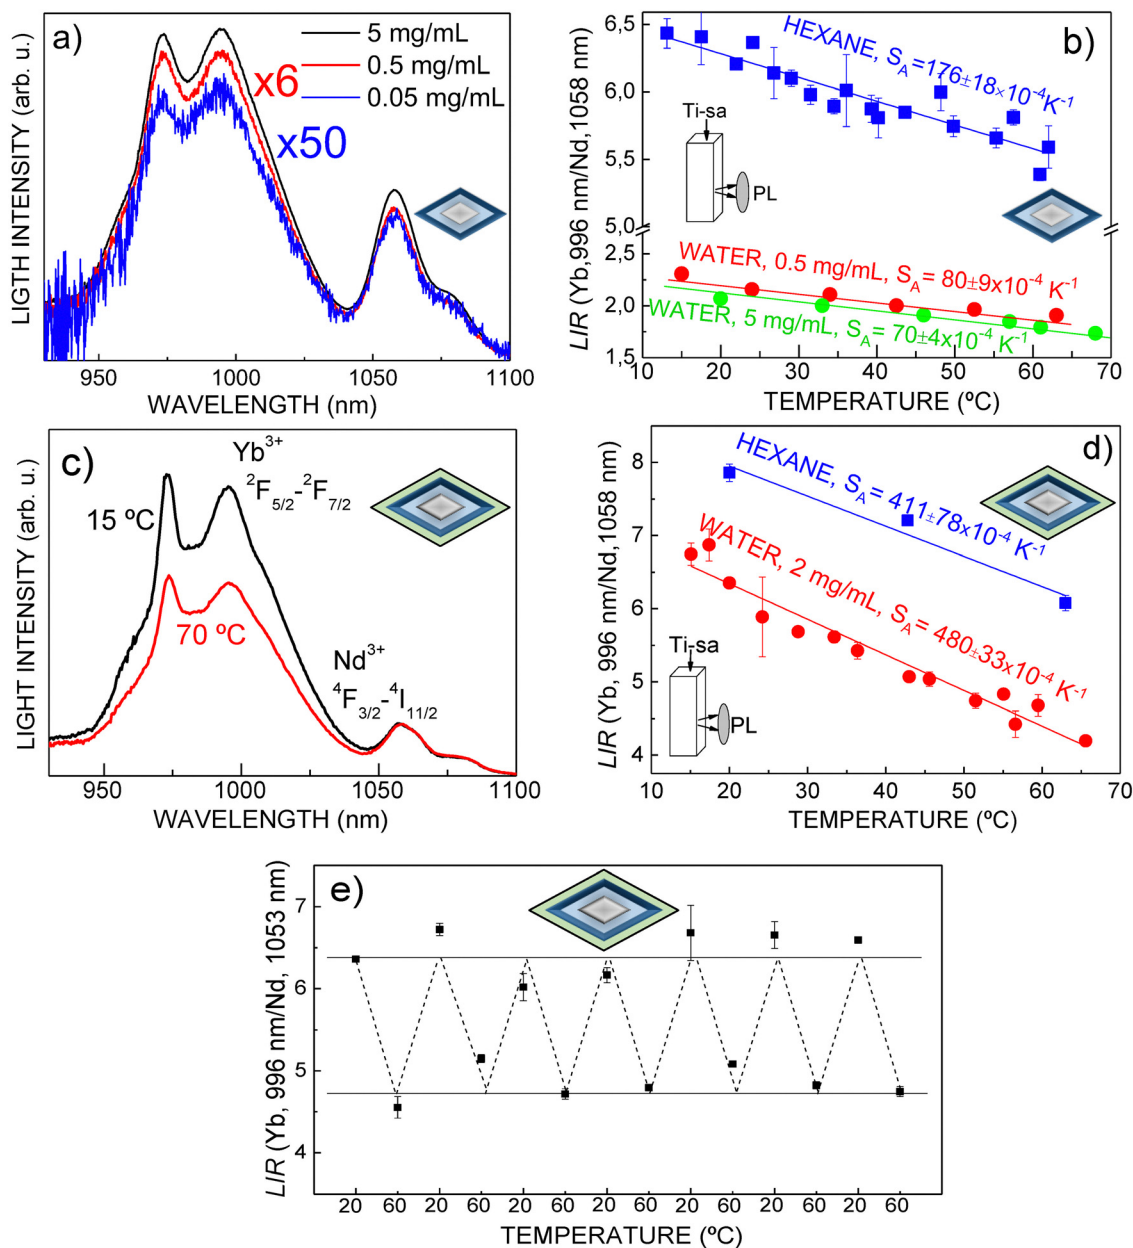 a)
5 mg/mL
0.5 mg/mL
0.05 mg/mL
x6
x50
LIGTH INTENSITY (arb. u.)
950 1000 1050 1100
WAVELENGTH (nm)
b)
HEXANE, S_A=176±18×10⁻⁴K⁻¹
Ti-sa
PL
WATER, 0.5 mg/mL, S_A= 80±9x10⁻⁴ K⁻¹
WATER, 5 mg/mL, S_A= 70±4x10⁻⁴ K⁻¹
LIR (Yb,996 nm/Nd,1058 nm)
6,5
6,0
5,5
5,0
2,5
2,0
1,5
10 20 30 40 50 60 70
TEMPERATURE (ºC)
c)
Yb³⁺
²F₅/₂-²F₇/₂
15 ºC
70 ºC
Nd³⁺
⁴F₃/₂-⁴I₁₁/₂
LIGHT INTENSITY (arb. u.)
950 1000 1050 1100
WAVELENGTH (nm)
d)
HEXANE, S_A= 411±78x10⁻⁴ K⁻¹
WATER, 2 mg/mL, S_A= 480±33x10⁻⁴ K⁻¹
Ti-sa
PL
LIR (Yb, 996 nm/Nd,1058 nm)
8
7
6
5
4
10 20 30 40 50 60 70
TEMPERATURE (ºC)
e)
LIR (Yb, 996 nm/Nd, 1053 nm)
7
6
5
4
20 60 20 60 20 60 20 60 20 60 20 60 20 60
TEMPERATURE (ºC)